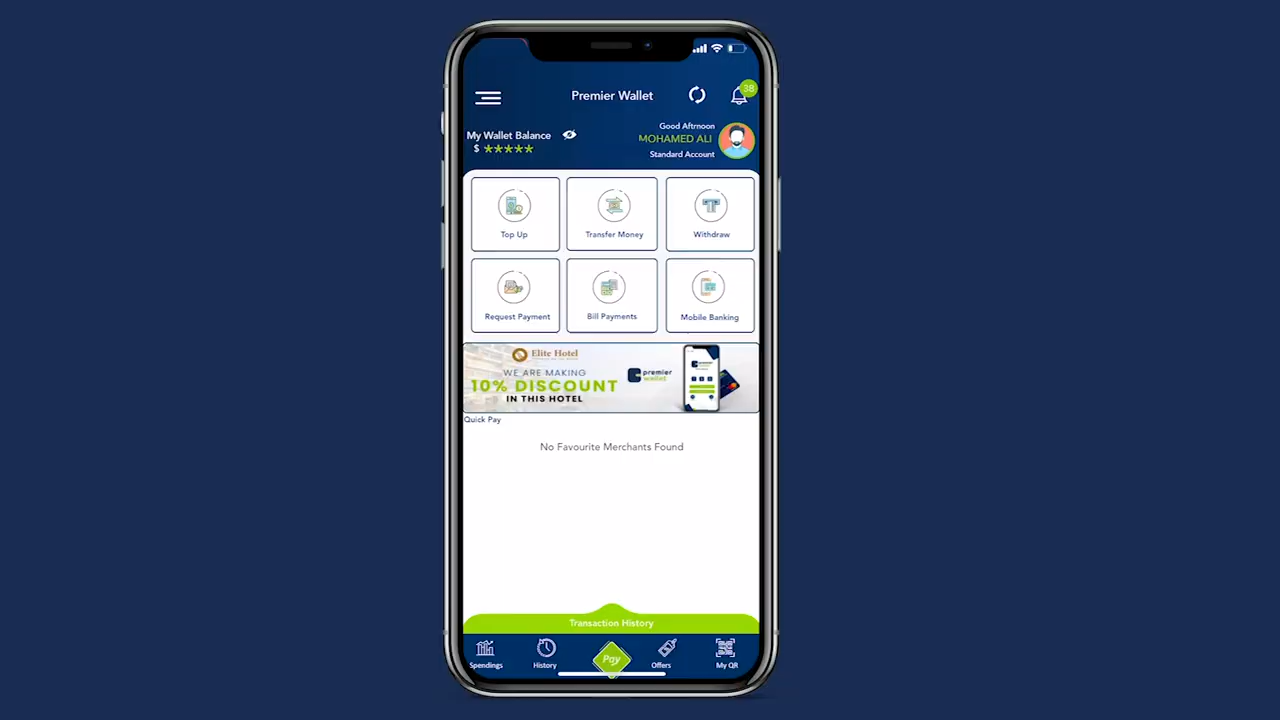 Premier Wallet
38
My Wallet Balance
$ *****
Good Aftrnoon
MOHAMED ALI
Standard Account
Top Up
Transfer Money
Withdraw
Request Payment
Bill Payments
Mobile Banking
Elite Hotel
WE ARE MAKING
10% DISCOUNT
IN THIS HOTEL
premier
wallet
Quick Pay
No Favourite Merchants Found
Transaction History
Spendings
History
Pay
Offers
My QR